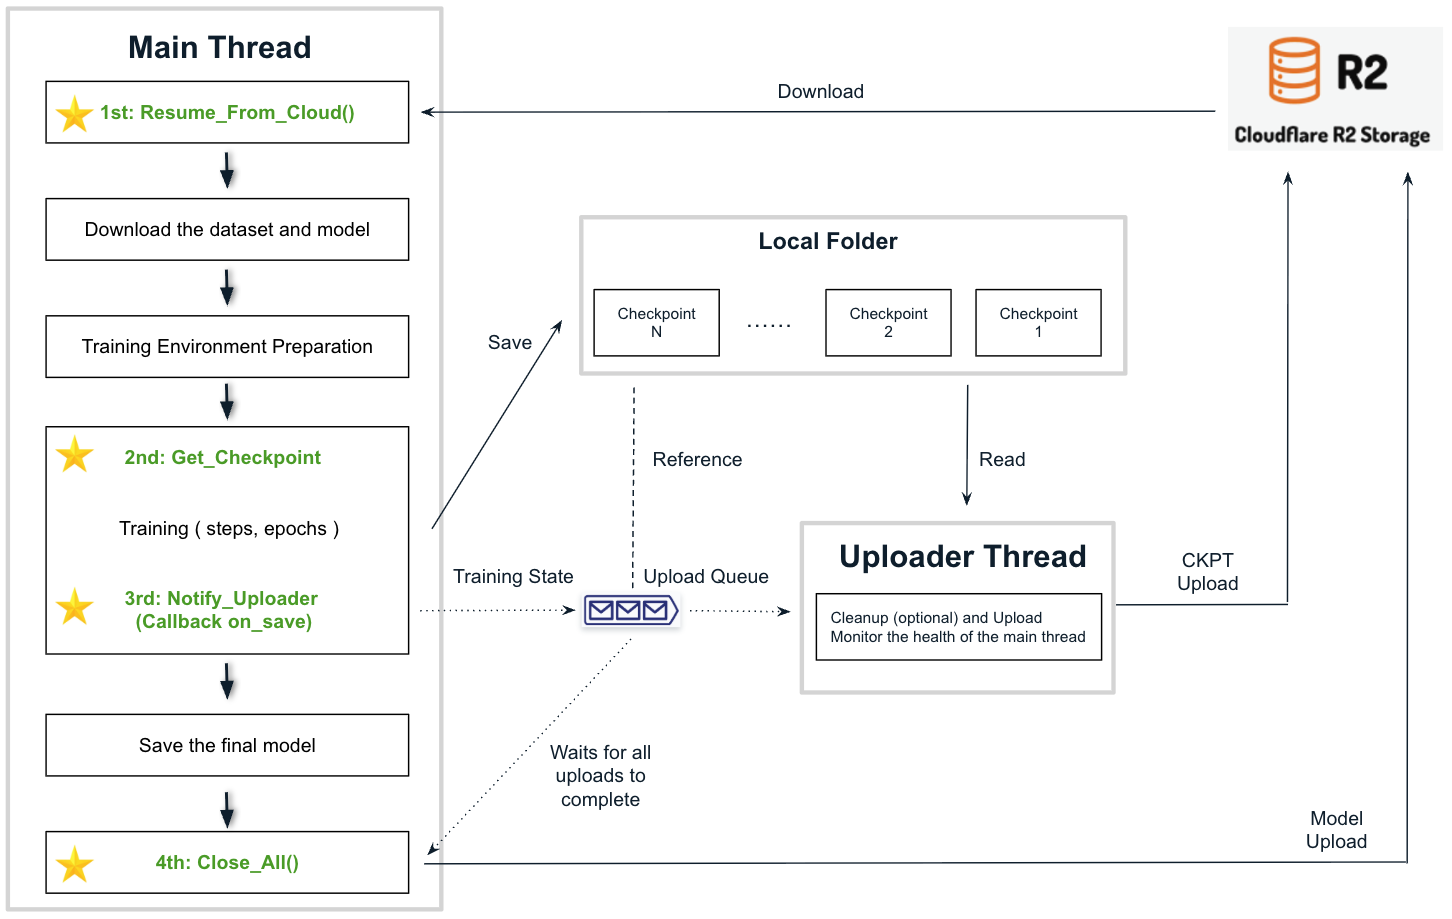 Main Thread
1st: Resume_From_Cloud()
Download the dataset and model
Training Environment Preparation
2nd: Get_Checkpoint
Training ( steps, epochs )
3rd: Notify_Uploader
(Callback on_save)
Save the final model
4th: Close_All()
Download
R2
Cloudflare R2 Storage
Local Folder
Checkpoint
N
......
Checkpoint
2
Checkpoint
1
Save
Reference
Read
Training State
Upload Queue
Uploader Thread
Cleanup (optional) and Upload
Monitor the health of the main thread
CKPT
Upload
Waits for all
uploads to
complete
Model
Upload